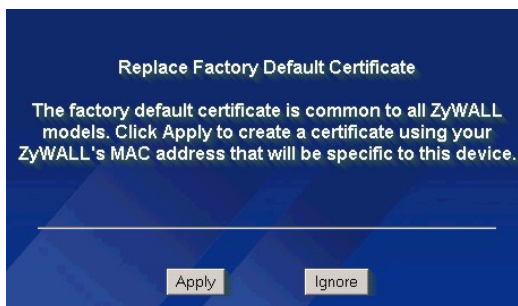 Replace Factory Default Certificate
The factory default certificate is common to all ZyWALL
models. Click Apply to create a certificate using your
ZyWALL's MAC address that will be specific to this device.
Apply
Ignore